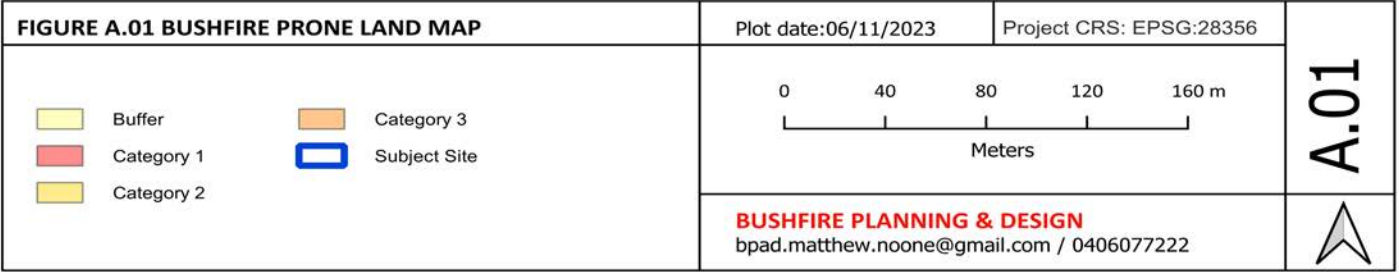 FIGURE A.01 BUSHFIRE PRONE LAND MAP
Buffer
Category 1
Category 2
Category 3
Subject Site
Plot date:06/11/2023
Project CRS: EPSG:28356
0 40 80 120 160 m
Meters
BUSHFIRE PLANNING & DESIGN
bpad.matthew.noone@gmail.com / 0406077222
A.01